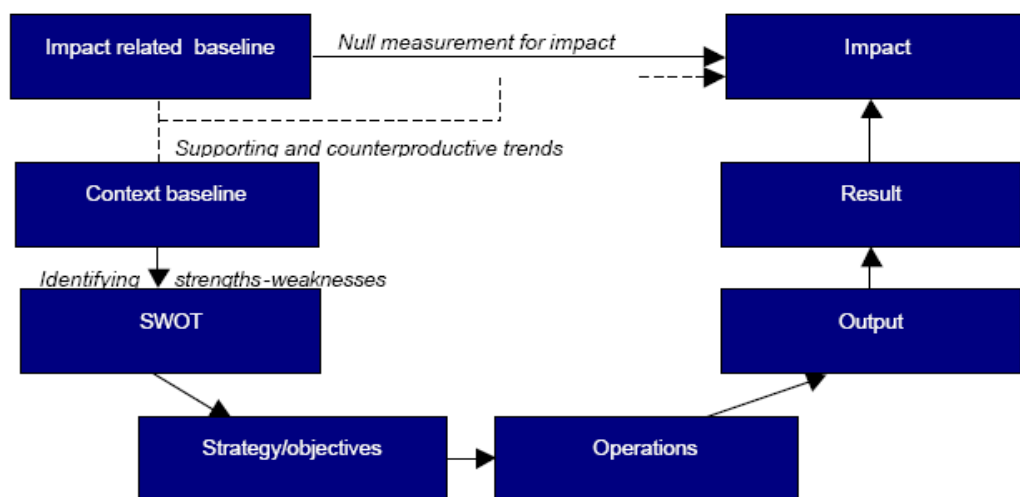 Impact related baseline
Null measurement for impact
Impact
Supporting and counterproductive trends
Context baseline
Result
Identifying strengths-weaknesses
SWOT
Output
Strategy/objectives
Operations